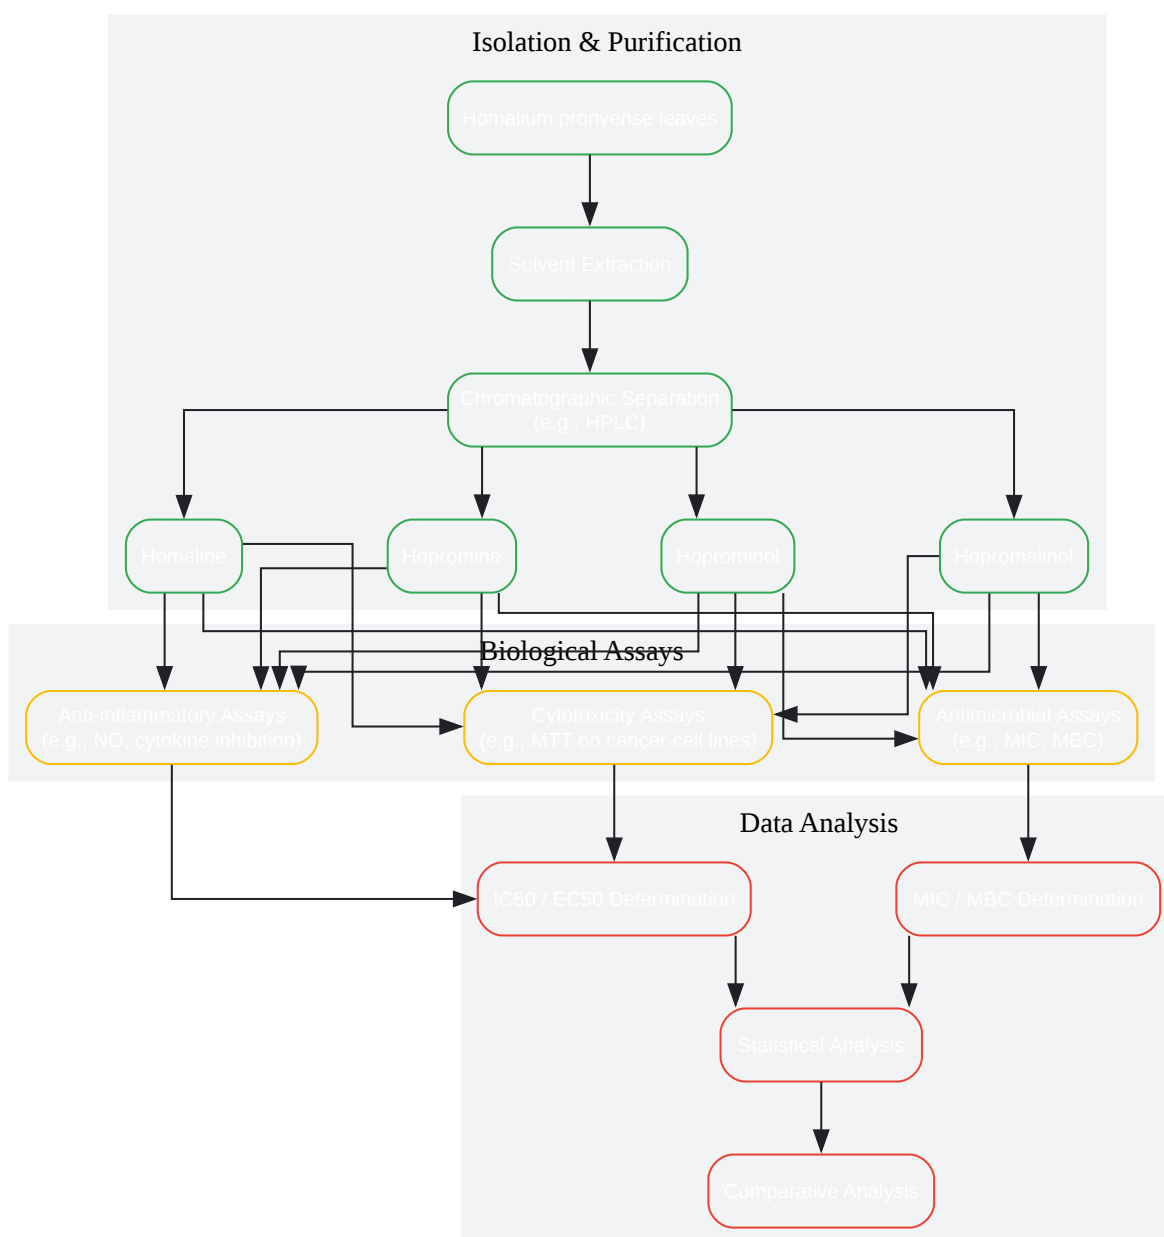 Isolation & Purification
Homalium pronyense leaves
Solvent Extraction
Chromatographic Separation
(e.g., HPLC)
Homaline
Hopromine
Hoprominol
Hopromalinol
Biological Assays
Anti-inflammatory Assays
(e.g., NO, cytokine inhibition)
Cytotoxicity Assays
(e.g., MTT on cancer cell lines)
Antimicrobial Assays
(e.g., MIC, MBC)
Data Analysis
IC50 / EC50 Determination
MIC / MBC Determination
Statistical Analysis
Comparative Analysis